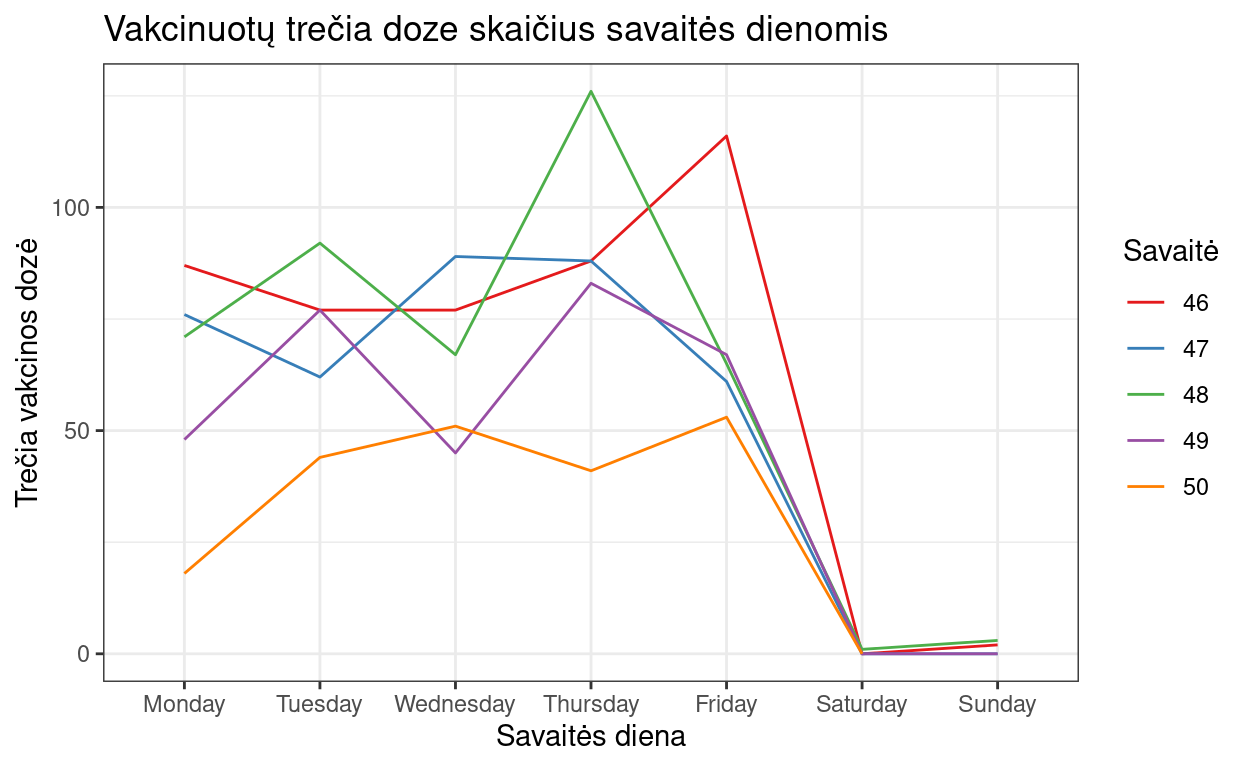 Vakcinuotų trečia doze skaičius savaitės dienomis
Trečia vakcinos dozė
100
50
0
Monday
Tuesday
Wednesday
Thursday
Friday
Saturday
Sunday
Savaitės diena
Savaitė
46
47
48
49
50